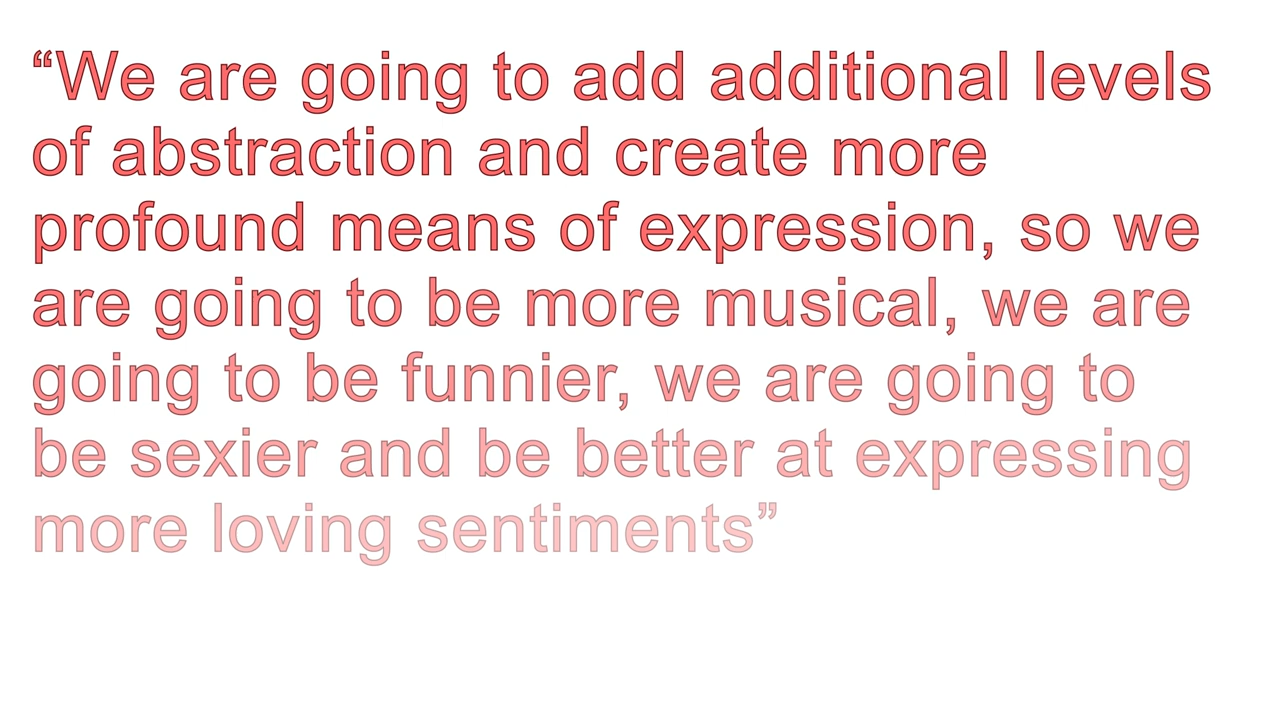 “We are going to add additional levels
of abstraction and create more
profound means of expression, so we
are going to be more musical, we are
going to be funnier, we are going to
be sexier and be better at expressing
more loving sentiments”